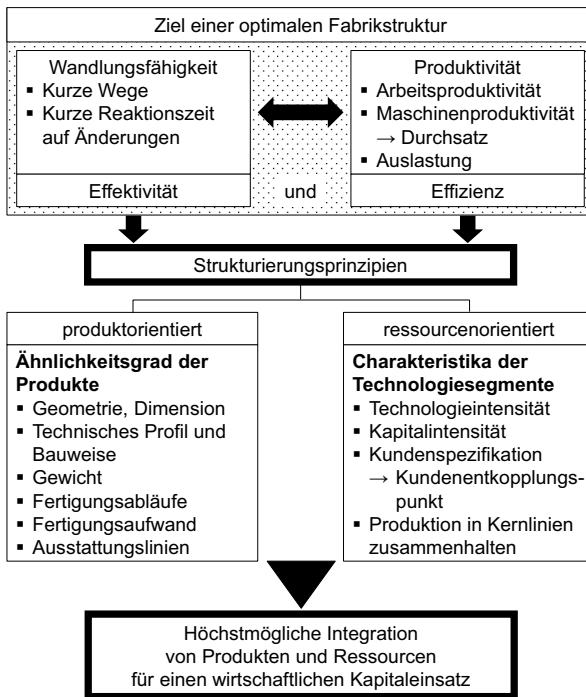 Ziel einer optimalen Fabrikstruktur
Wandlungsfähigkeit
▪ Kurze Wege
▪ Kurze Reaktionszeit
auf Änderungen
Effektivität
und
Produktivität
▪ Arbeitsproduktivität
▪ Maschinenproduktivität
→ Durchsatz
▪ Auslastung
Effizienz
Strukturierungsprinzipien
produktorientiert
Ähnlichkeitsgrad der
Produkte
▪ Geometrie, Dimension
▪ Technisches Profil und
Bauweise
▪ Gewicht
▪ Fertigungsabläufe
▪ Fertigungsaufwand
▪ Ausstattungslinien
ressourcenorientiert
Charakteristika der
Technologiesegmente
▪ Technologieintensität
▪ Kapitalintensität
▪ Kundenspezifikation
→ Kundenentkopplungs-
punkt
▪ Produktion in Kernlinien
zusammenhalten
Höchstmögliche Integration
von Produkten und Ressourcen
für einen wirtschaftlichen Kapitaleinsatz